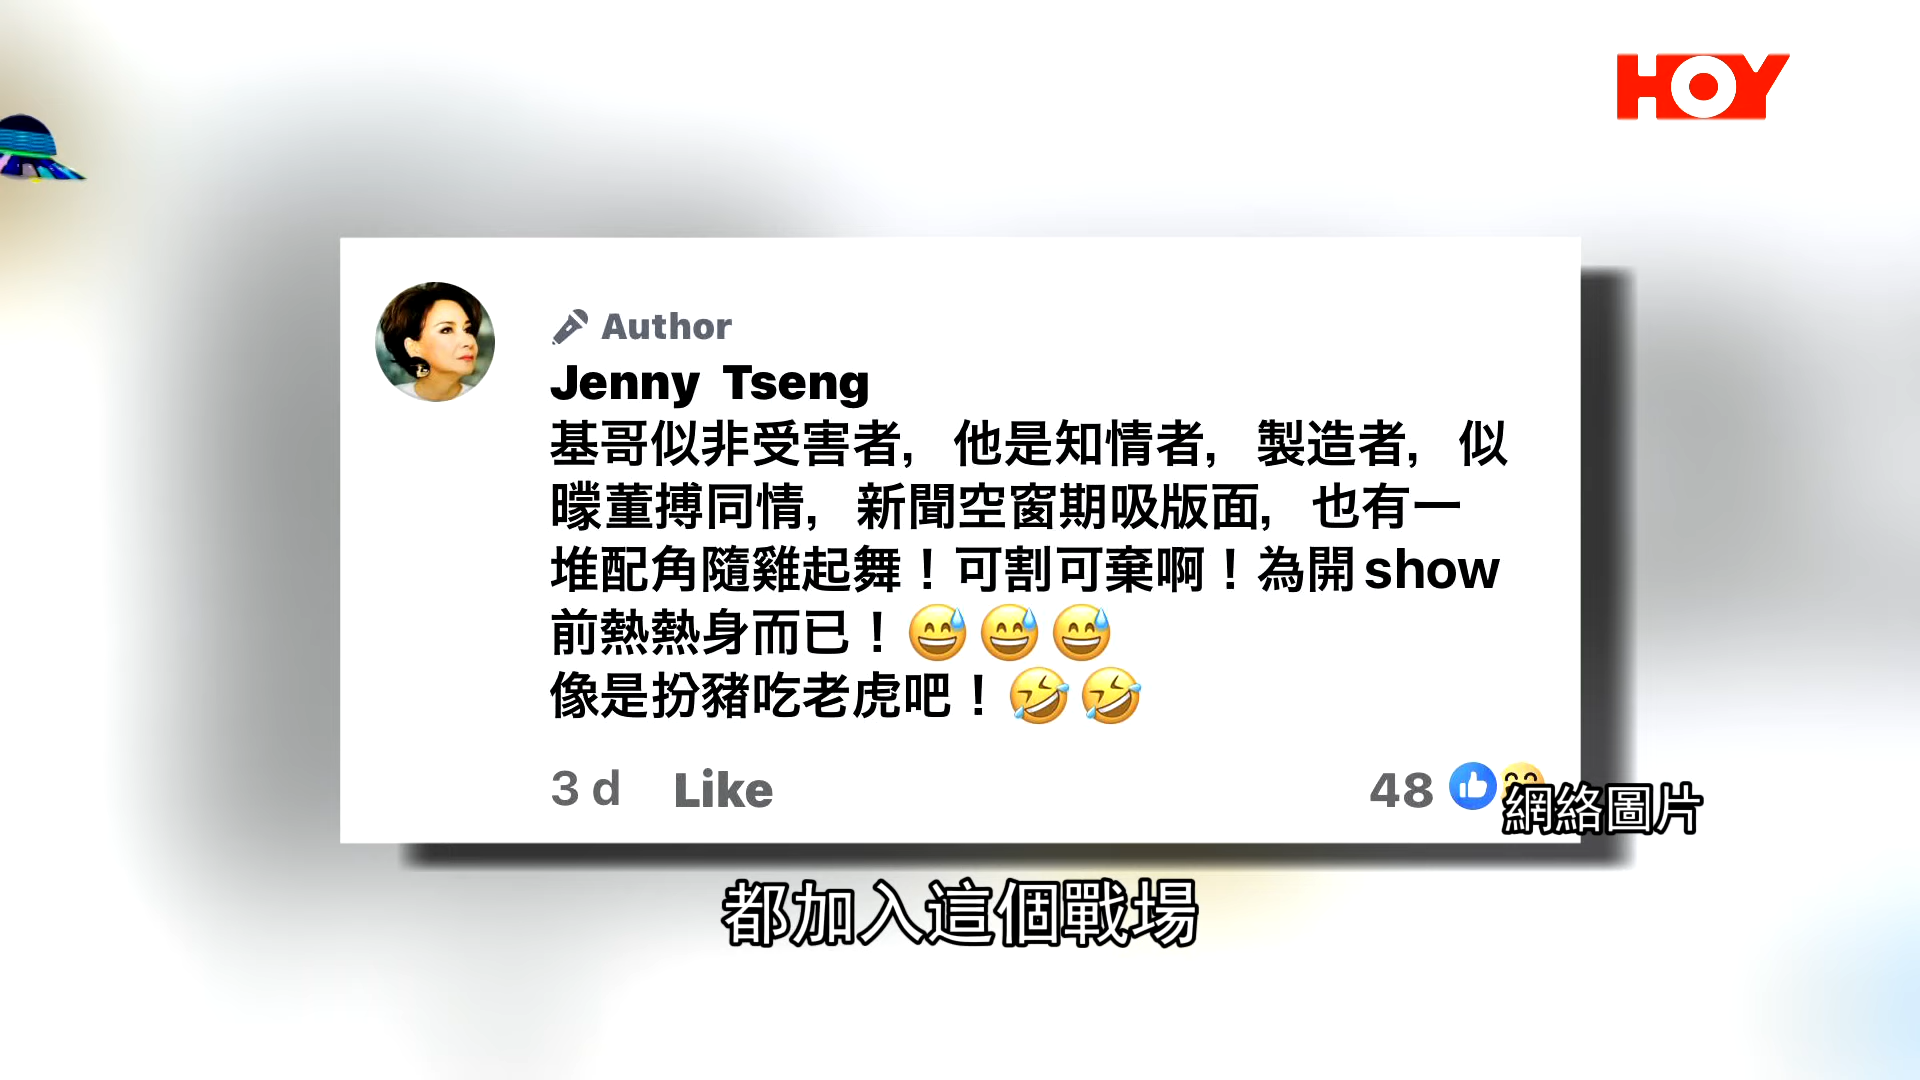 HOY
Author
Jenny Tseng
基哥似非受害者，他是知情者，製造者，似
曚董搏同情，新聞空窗期吸版面，也有一
堆配角隨雞起舞！可割可棄啊！為開show
前熱熱身而已！😅😅😅
像是扮豬吃老虎吧！🤣🤣
3 d Like 48
網絡圖片
都加入這個戰場